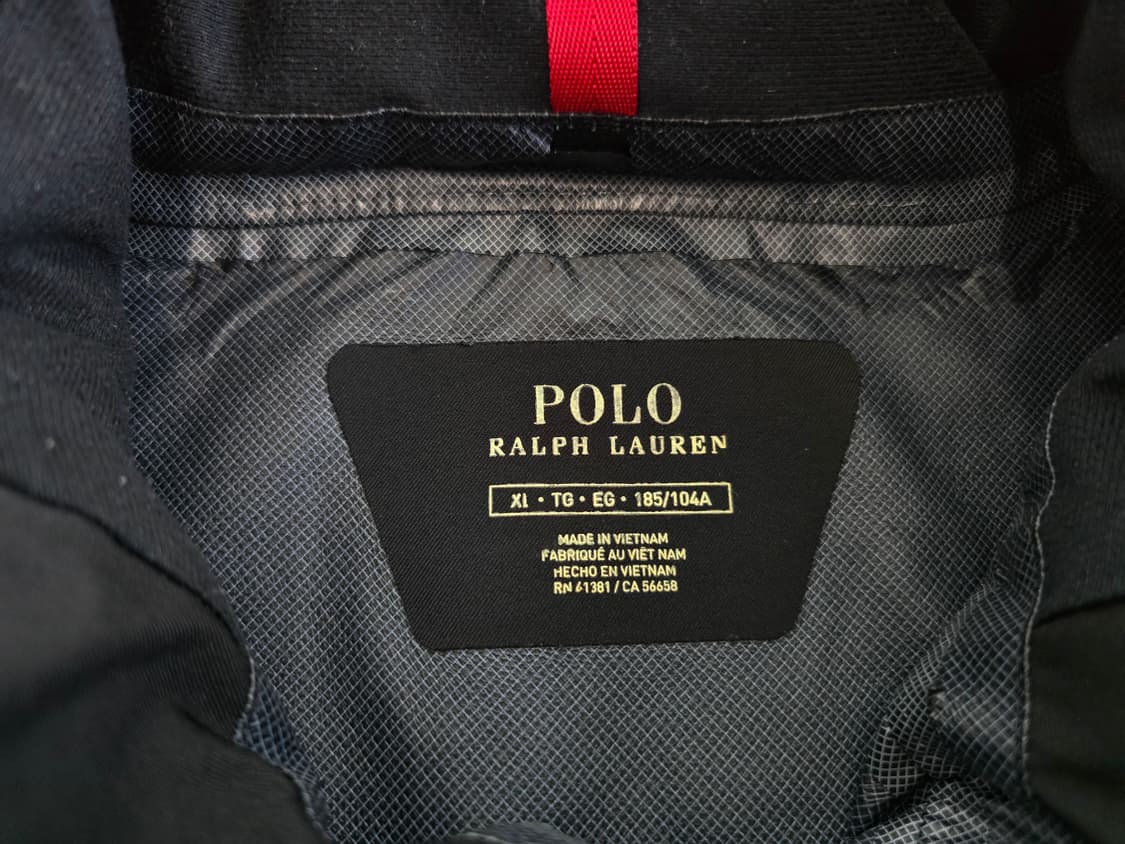 POLO
RALPH LAUREN
XL • TG • EG • 185/104A
MADE IN VIETNAM
FABRIQUÉ AU VIÊT NAM
HECHO EN VIETNAM
RN 41381 / CA 56658